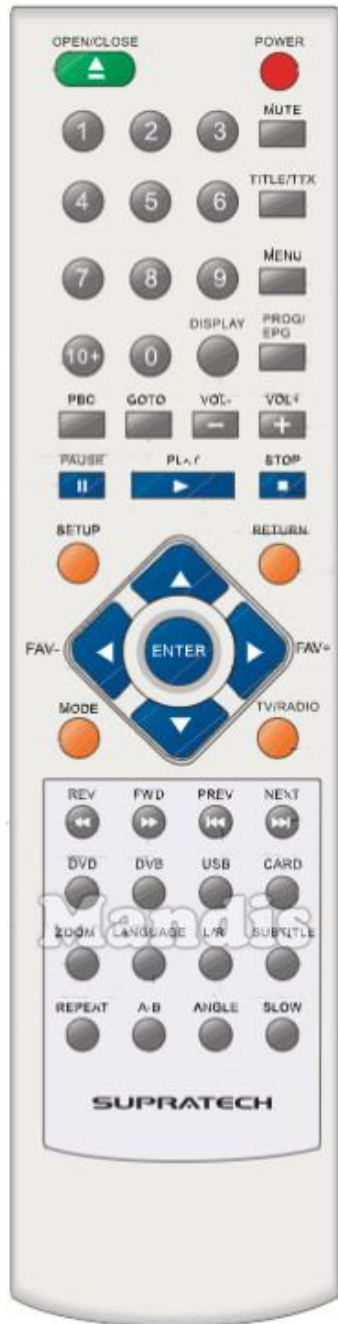 OPEN/CLOSE POWER
MUTE
1 2 3
TITLE/TTX
4 5 6
MENU
7 8 9
DISPLAY PROG/
EPG
10+ 0
PBC GOTO VOL- VOL+
PAUSE PLAY STOP
SETUP RETURN
FAV- ENTER FAV+
MODE TV/RADIO
REV FWD PREV NEXT
DVD DVB USB CARD
Mandis
ZOOM LANGUAGE L/R SUBTITLE
REPEAT A-B ANGLE SLOW
SUPRATECH